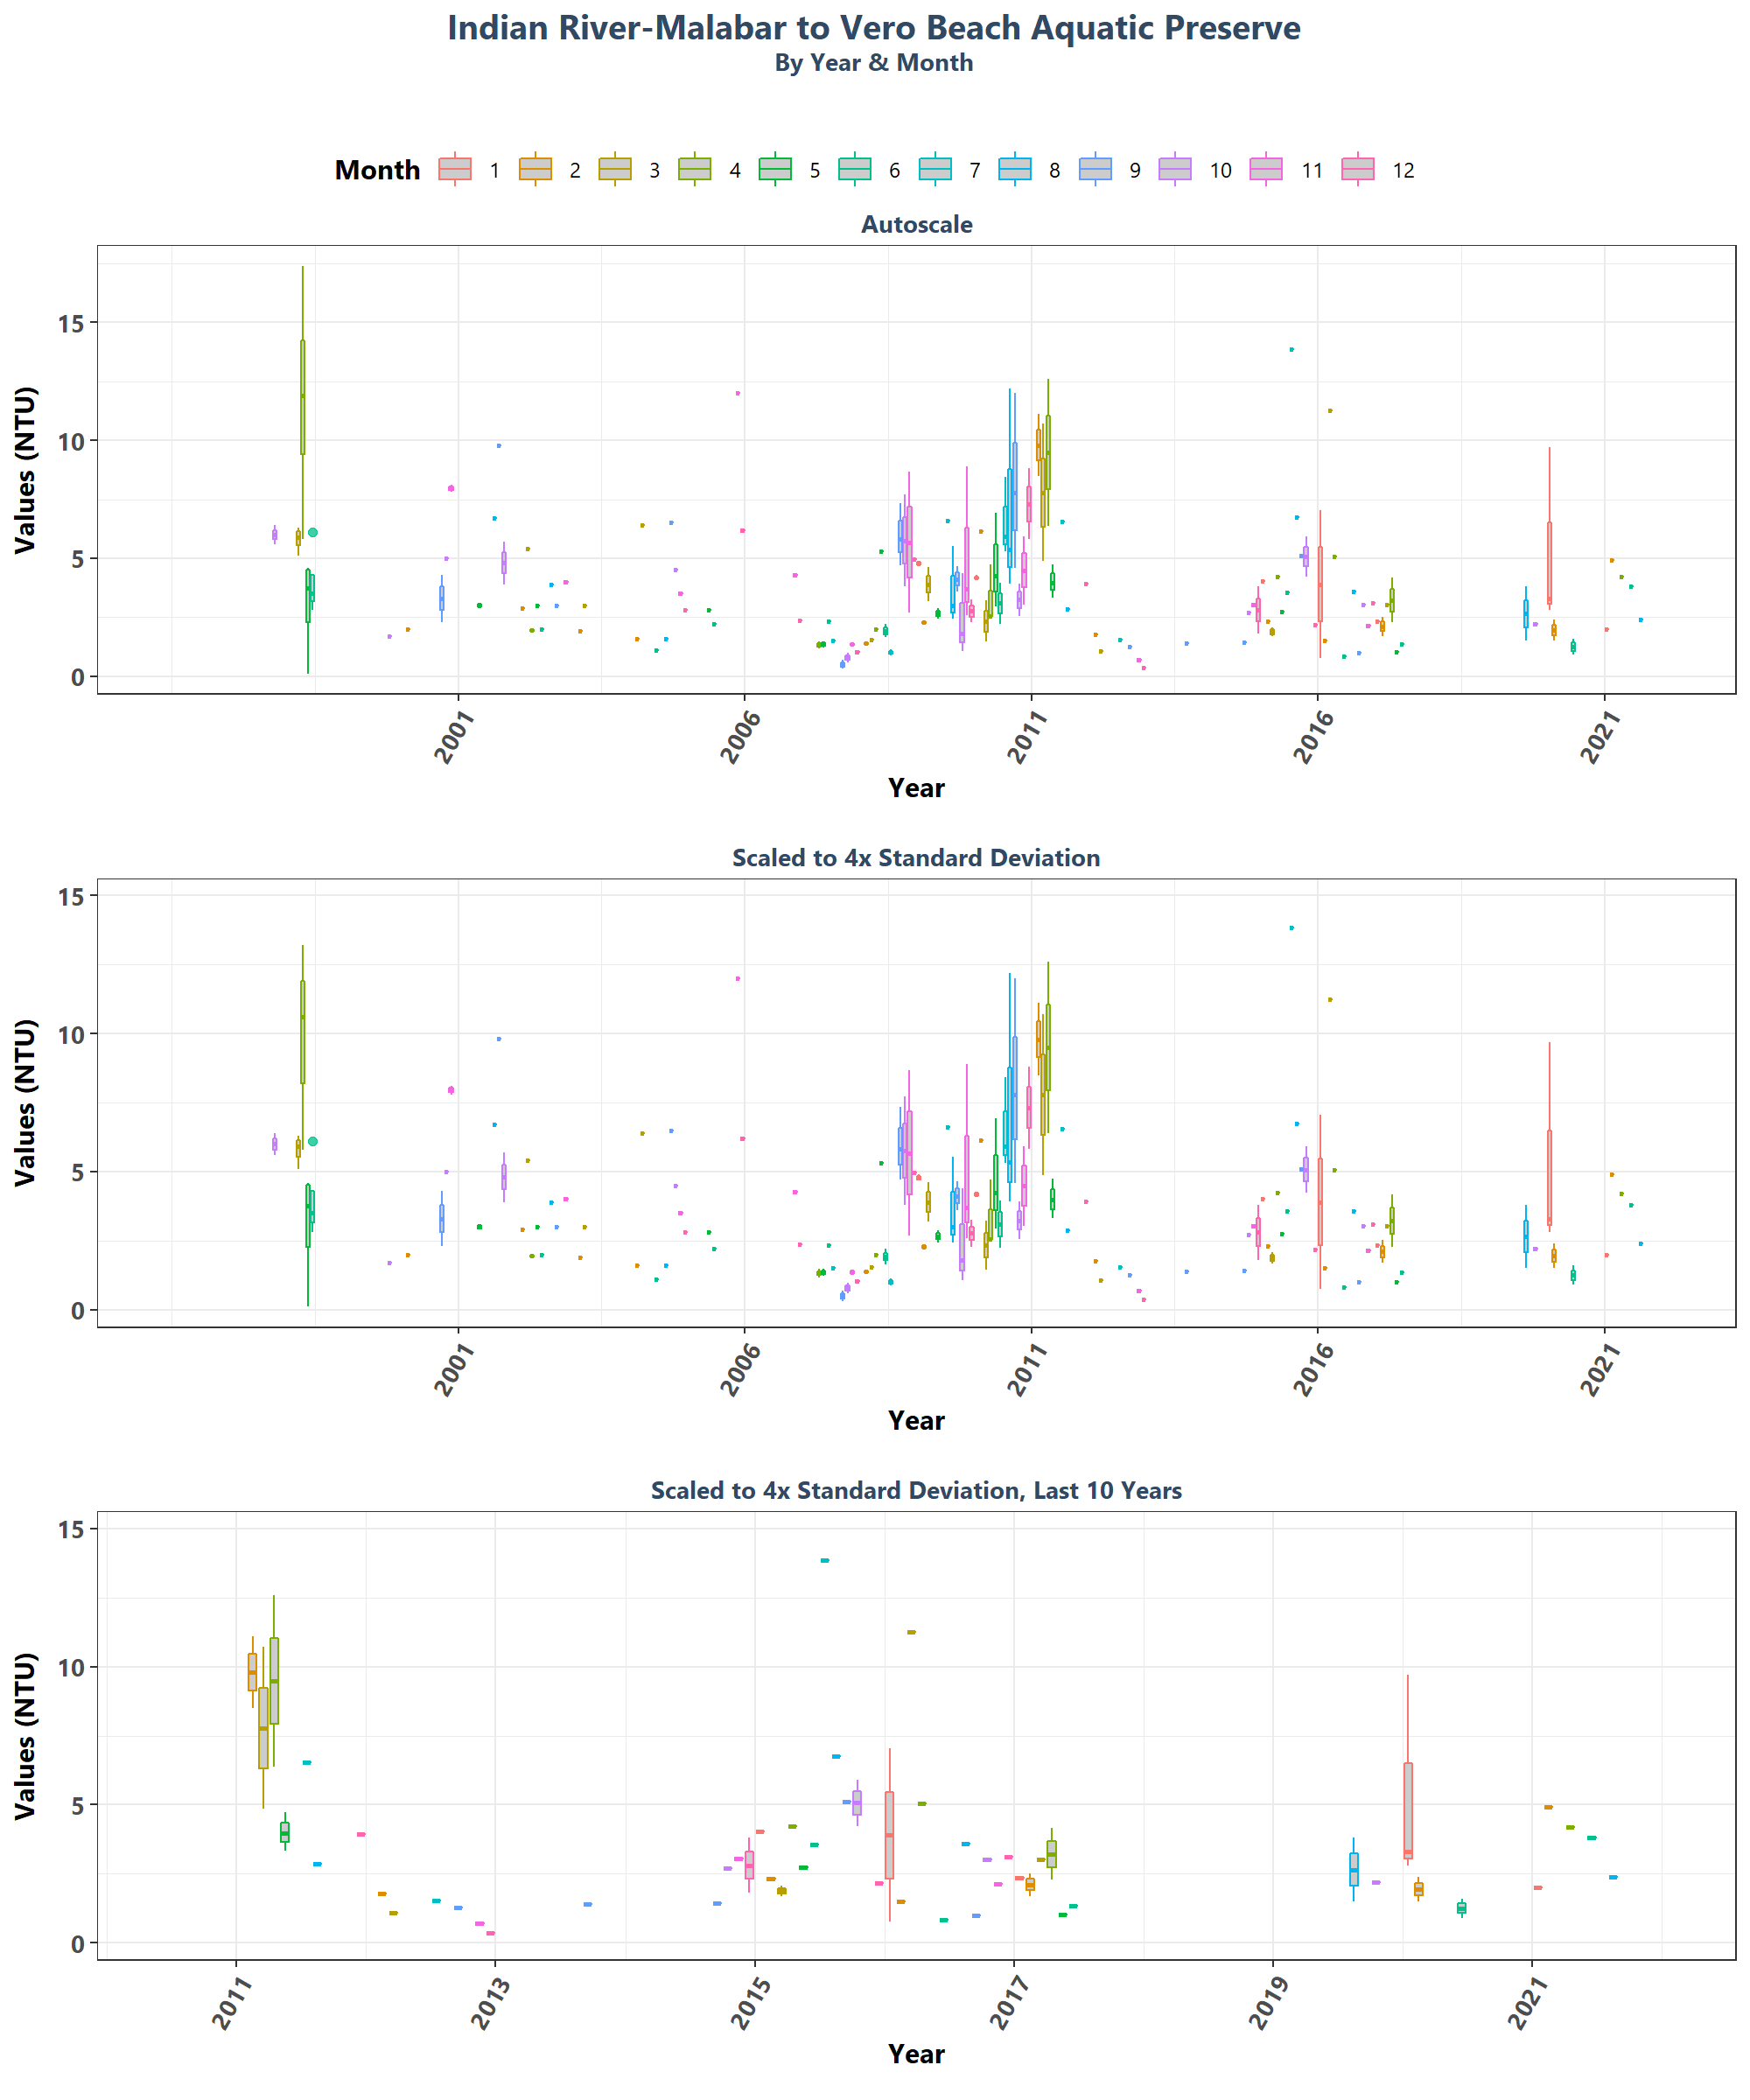 Indian River-Malabar to Vero Beach Aquatic Preserve
By Year & Month
Month 1 2 3 4 5 6 7 8 9 10 11 12
Autoscale
Values (NTU)
15
10
5
0
2001 2006 2011 2016 2021
Year
Scaled to 4x Standard Deviation
Values (NTU)
15
10
5
0
2001 2006 2011 2016 2021
Year
Scaled to 4x Standard Deviation, Last 10 Years
Values (NTU)
15
10
5
0
2011 2013 2015 2017 2019 2021
Year